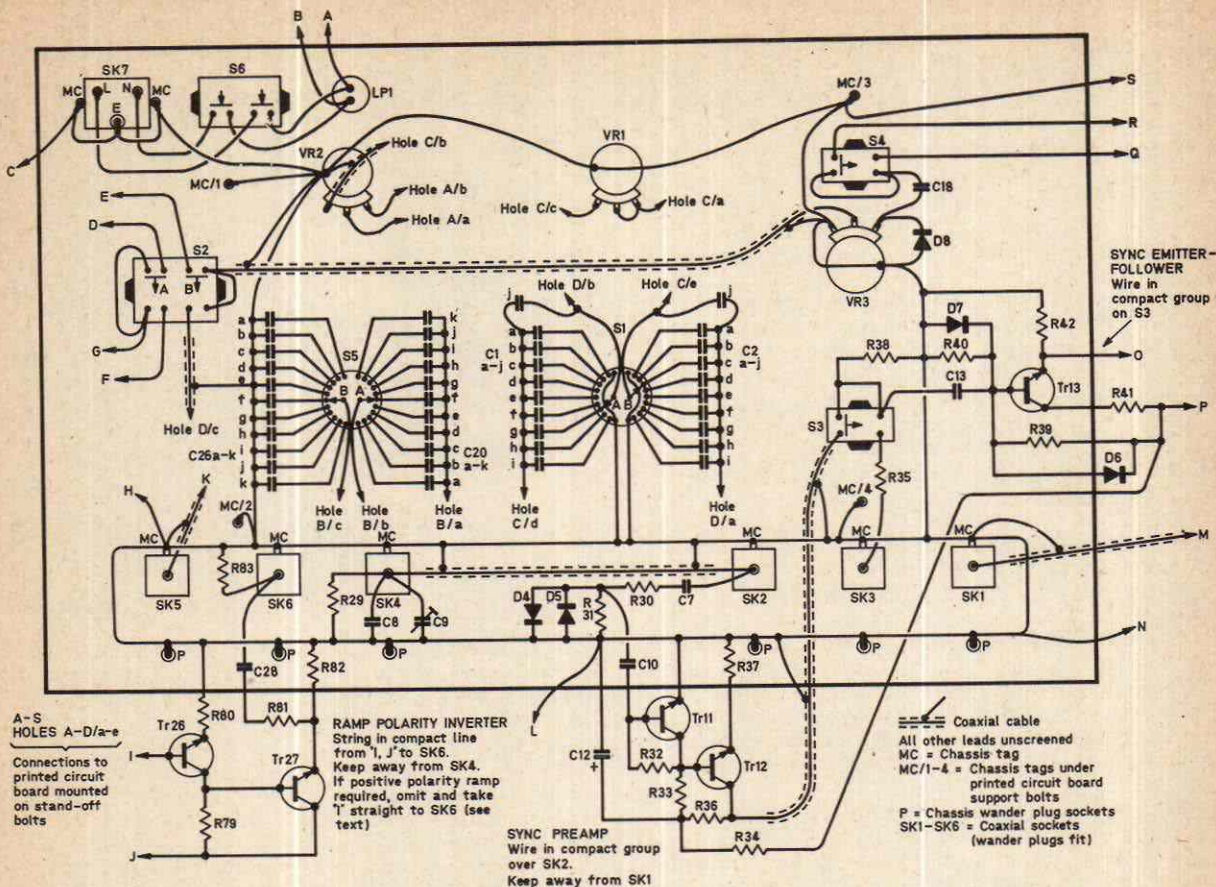 B A
SK7
S6
MC L N MC
E
LP1
MC/3
S
R
Q
C
VR2
Hole C/b
VR1
S4
C18
MC/1
Hole A/b
Hole A/a
Hole C/c
Hole C/a
E
D
S2
A B
D8
VR3
SYNC EMITTER-
FOLLOWER
Wire in
compact group
on S3
G
F
Hole D/c
a
b
c
d
e
f
g
h
i
j
k
C26a-k
S5
B A
k
j
i
h
g
f
e
d
c
b
a
C20
a-k
j
Hole D/b
Hole C/e
j
S1
A B
C1
a-j
a
b
c
d
e
f
g
h
i
C2
a-j
a
b
c
d
e
f
g
h
i
D7
R38
R40
R42
O
C13
Tr13
R41
P
S3
R39
R35
D6
H
K
MC/2
Hole
B/c
Hole
B/b
Hole
B/a
Hole
C/d
Hole
D/a
MC/4
MC
MC
MC
MC
MC
MC
M
R83
SK5
SK6
R29
SK4
C8
C9
D4
D5
R
31
R30
C7
SK2
SK3
SK1
N
P
P
P
P
P
P
C28
R82
C10
R37
R81
R80
Tr26
Tr27
I
R79
J
L
C12
+
R32
Tr11
R33
Tr12
R36
R34
A-S
HOLES A-D/a-e
Connections to
printed circuit
board mounted
on stand-off
bolts
RAMP POLARITY INVERTER
String in compact line
from 'I, J' to SK6.
Keep away from SK4.
If positive polarity ramp
required, omit and take
'I' straight to SK6 (see
text)
SYNC PREAMP
Wire in compact group
over SK2.
Keep away from SK1
Coaxial cable
All other leads unscreened
MC = Chassis tag
MC/1-4 = Chassis tags under
printed circuit board
support bolts
P = Chassis wander plug sockets
SK1-SK6 = Coaxial sockets
(wander plugs fit)